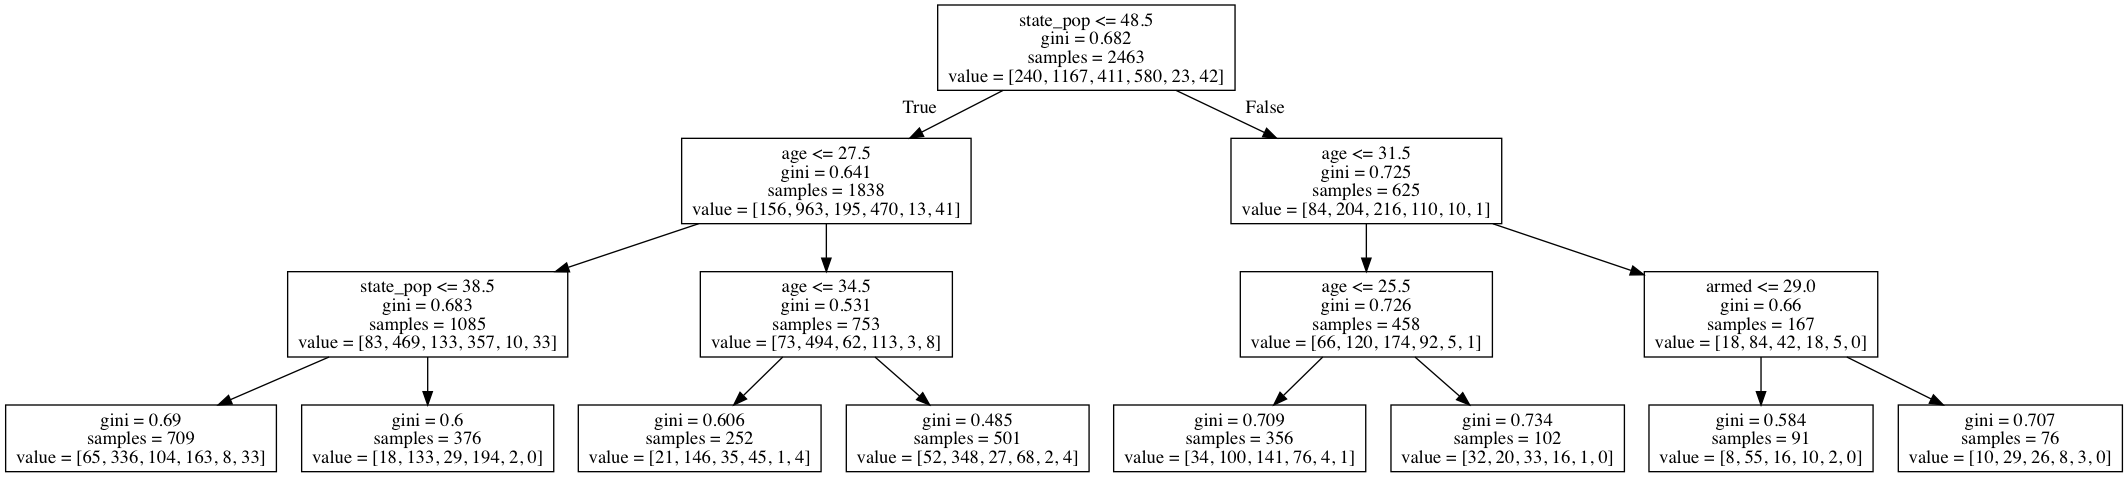 state_pop <= 48.5
gini = 0.682
samples = 2463
value = [240, 1167, 411, 580, 23, 42]
True
False
age <= 27.5
gini = 0.641
samples = 1838
value = [156, 963, 195, 470, 13, 41]
age <= 31.5
gini = 0.725
samples = 625
value = [84, 204, 216, 110, 10, 1]
state_pop <= 38.5
gini = 0.683
samples = 1085
value = [83, 469, 133, 357, 10, 33]
age <= 34.5
gini = 0.531
samples = 753
value = [73, 494, 62, 113, 3, 8]
age <= 25.5
gini = 0.726
samples = 458
value = [66, 120, 174, 92, 5, 1]
armed <= 29.0
gini = 0.66
samples = 167
value = [18, 84, 42, 18, 5, 0]
gini = 0.69
samples = 709
value = [65, 336, 104, 163, 8, 33]
gini = 0.6
samples = 376
value = [18, 133, 29, 194, 2, 0]
gini = 0.606
samples = 252
value = [21, 146, 35, 45, 1, 4]
gini = 0.485
samples = 501
value = [52, 348, 27, 68, 2, 4]
gini = 0.709
samples = 356
value = [34, 100, 141, 76, 4, 1]
gini = 0.734
samples = 102
value = [32, 20, 33, 16, 1, 0]
gini = 0.584
samples = 91
value = [8, 55, 16, 10, 2, 0]
gini = 0.707
samples = 76
value = [10, 29, 26, 8, 3, 0]